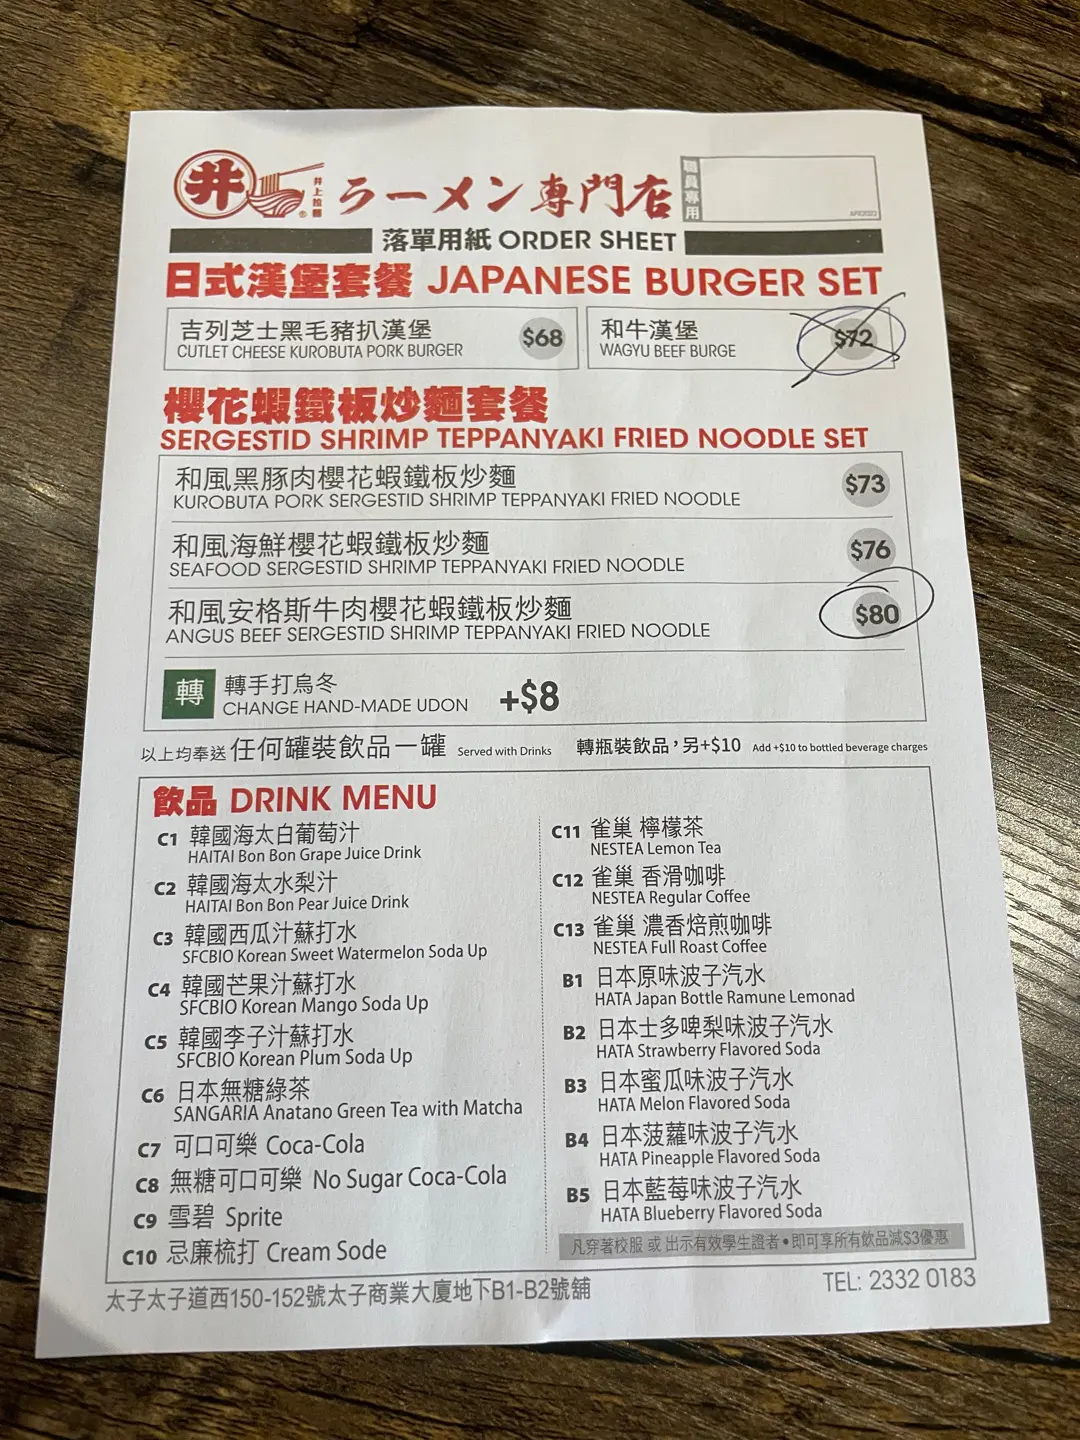 井
井上拉麵
®
ラーメン専門店
職員專用
APR2022
落單用紙 ORDER SHEET
日式漢堡套餐 JAPANESE BURGER SET
吉列芝士黑毛豬扒漢堡
CUTLET CHEESE KUROBUTA PORK BURGER
$68
和牛漢堡
WAGYU BEEF BURGE
$72
櫻花蝦鐵板炒麵套餐
SERGESTID SHRIMP TEPPANYAKI FRIED NOODLE SET
和風黑豚肉櫻花蝦鐵板炒麵
KUROBUTA PORK SERGESTID SHRIMP TEPPANYAKI FRIED NOODLE
$73
和風海鮮櫻花蝦鐵板炒麵
SEAFOOD SERGESTID SHRIMP TEPPANYAKI FRIED NOODLE
$76
和風安格斯牛肉櫻花蝦鐵板炒麵
ANGUS BEEF SERGESTID SHRIMP TEPPANYAKI FRIED NOODLE
$80
轉 轉手打烏冬
CHANGE HAND-MADE UDON
+$8
以上均奉送 任何罐裝飲品一罐 Served with Drinks 轉瓶裝飲品，另+$10 Add +$10 to bottled beverage charges
飲品 DRINK MENU
C1 韓國海太白葡萄汁
HAITAI Bon Bon Grape Juice Drink
C2 韓國海太水梨汁
HAITAI Bon Bon Pear Juice Drink
C3 韓國西瓜汁蘇打水
SFCBIO Korean Sweet Watermelon Soda Up
C4 韓國芒果汁蘇打水
SFCBIO Korean Mango Soda Up
C5 韓國李子汁蘇打水
SFCBIO Korean Plum Soda Up
C6 日本無糖綠茶
SANGARIA Anatano Green Tea with Matcha
C7 可口可樂 Coca-Cola
C8 無糖可口可樂 No Sugar Coca-Cola
C9 雪碧 Sprite
C10 忌廉梳打 Cream Sode
C11 雀巢 檸檬茶
NESTEA Lemon Tea
C12 雀巢 香滑咖啡
NESTEA Regular Coffee
C13 雀巢 濃香焙煎咖啡
NESTEA Full Roast Coffee
B1 日本原味波子汽水
HATA Japan Bottle Ramune Lemonad
B2 日本士多啤梨味波子汽水
HATA Strawberry Flavored Soda
B3 日本蜜瓜味波子汽水
HATA Melon Flavored Soda
B4 日本菠蘿味波子汽水
HATA Pineapple Flavored Soda
B5 日本藍莓味波子汽水
HATA Blueberry Flavored Soda
凡穿著校服 或 出示有效學生證者•即可享所有飲品減$3優惠
太子太子道西150-152號太子商業大廈地下B1-B2號舖
TEL: 2332 0183